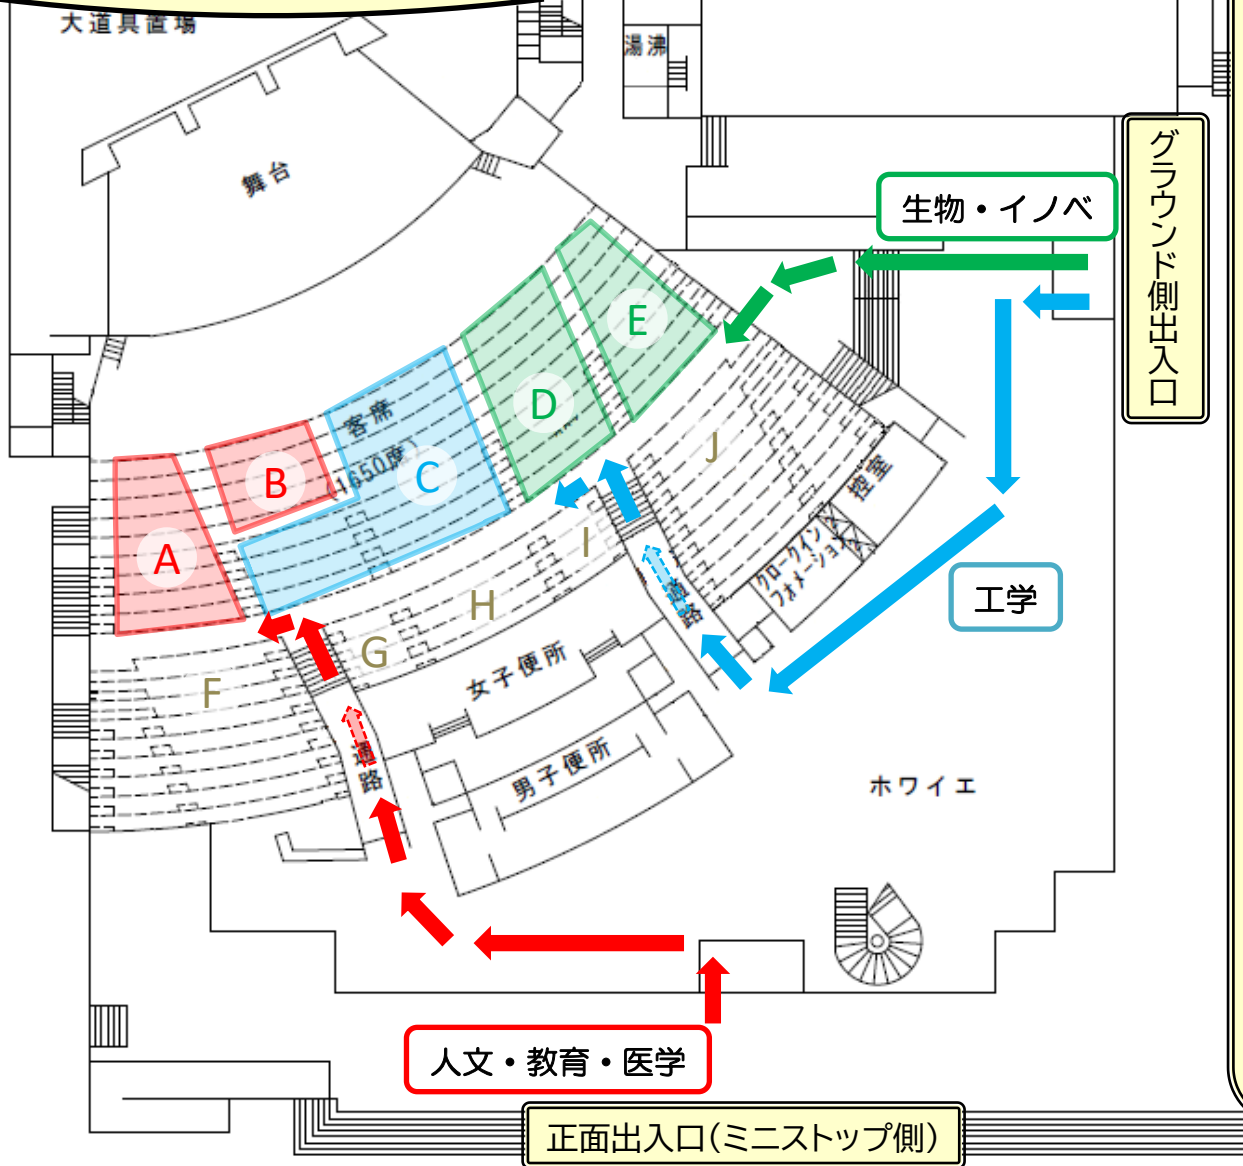 大道具置場
湯沸
舞台
グラウンド側出入口
生物・イノベ
E
D
客席
(1650席)
C
B
A
J
I
H
G
F
控室
クロークイン
フォメーション
通路
工学
女子便所
男子便所
通路
ホワイエ
人文・教育・医学
正面出入口(ミニストップ側)